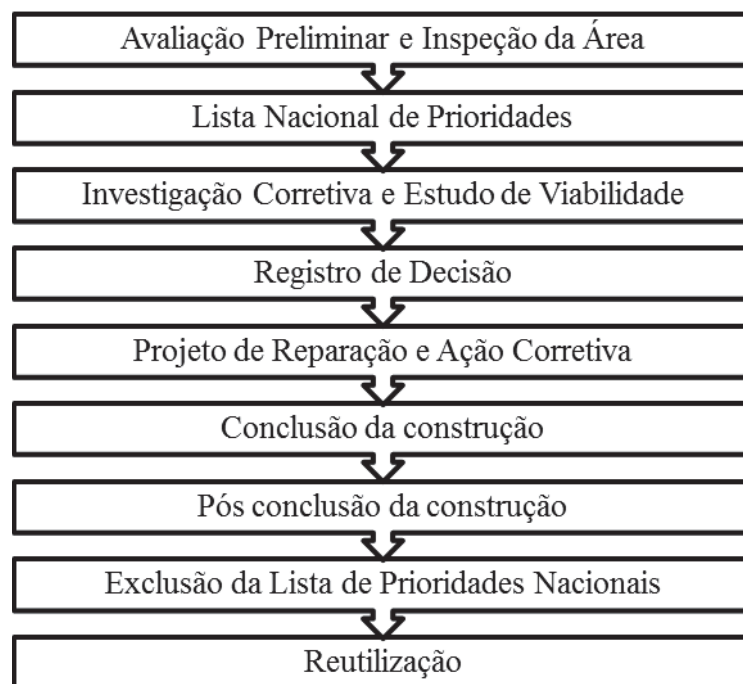 Avaliação Preliminar e Inspeção da Área
Lista Nacional de Prioridades
Investigação Corretiva e Estudo de Viabilidade
Registro de Decisão
Projeto de Reparação e Ação Corretiva
Conclusão da construção
Pós conclusão da construção
Exclusão da Lista de Prioridades Nacionais
Reutilização